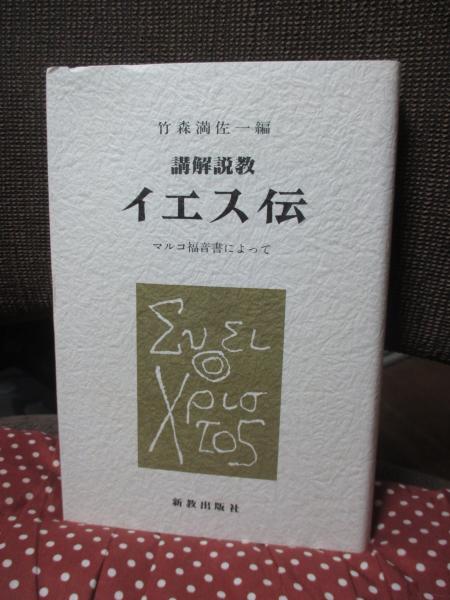 竹森満佐一編
講解説教
イエス伝
マルコ福音書によって
Συ ει
ο
Χρισ
τος
新教出版社